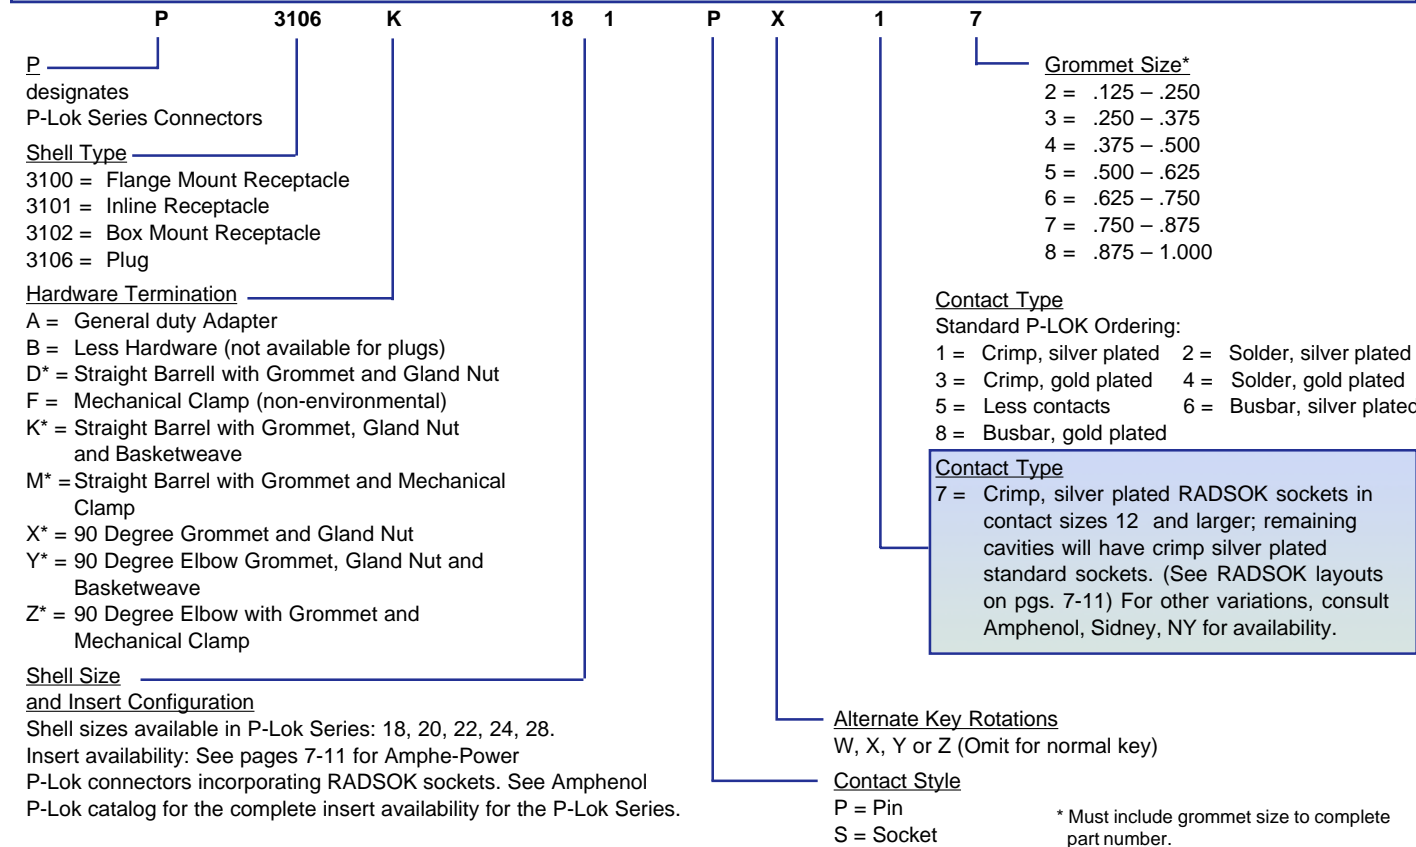 P 3106 K 18 1 P X 1 7
P
designates
P-Lok Series Connectors
Shell Type
3100 = Flange Mount Receptacle
3101 = Inline Receptacle
3102 = Box Mount Receptacle
3106 = Plug
Hardware Termination
A = General duty Adapter
B = Less Hardware (not available for plugs)
D* = Straight Barrell with Grommet and Gland Nut
F = Mechanical Clamp (non-environmental)
K* = Straight Barrel with Grommet, Gland Nut
and Basketweave
M* = Straight Barrel with Grommet and Mechanical
Clamp
X* = 90 Degree Grommet and Gland Nut
Y* = 90 Degree Elbow Grommet, Gland Nut and
Basketweave
Z* = 90 Degree Elbow with Grommet and
Mechanical Clamp
Shell Size
and Insert Configuration
Shell sizes available in P-Lok Series: 18, 20, 22, 24, 28.
Insert availability: See pages 7-11 for Amphe-Power
P-Lok connectors incorporating RADSOK sockets. See Amphenol
P-Lok catalog for the complete insert availability for the P-Lok Series.
Grommet Size*
2 = .125 – .250
3 = .250 – .375
4 = .375 – .500
5 = .500 – .625
6 = .625 – .750
7 = .750 – .875
8 = .875 – 1.000
Contact Type
Standard P-LOK Ordering:
1 = Crimp, silver plated 2 = Solder, silver plated
3 = Crimp, gold plated 4 = Solder, gold plated
5 = Less contacts 6 = Busbar, silver plated
8 = Busbar, gold plated
Contact Type
7 = Crimp, silver plated RADSOK sockets in
contact sizes 12 and larger; remaining
cavities will have crimp silver plated
standard sockets. (See RADSOK layouts
on pgs. 7-11) For other variations, consult
Amphenol, Sidney, NY for availability.
Alternate Key Rotations
W, X, Y or Z (Omit for normal key)
Contact Style
P = Pin
S = Socket
* Must include grommet size to complete
part number.